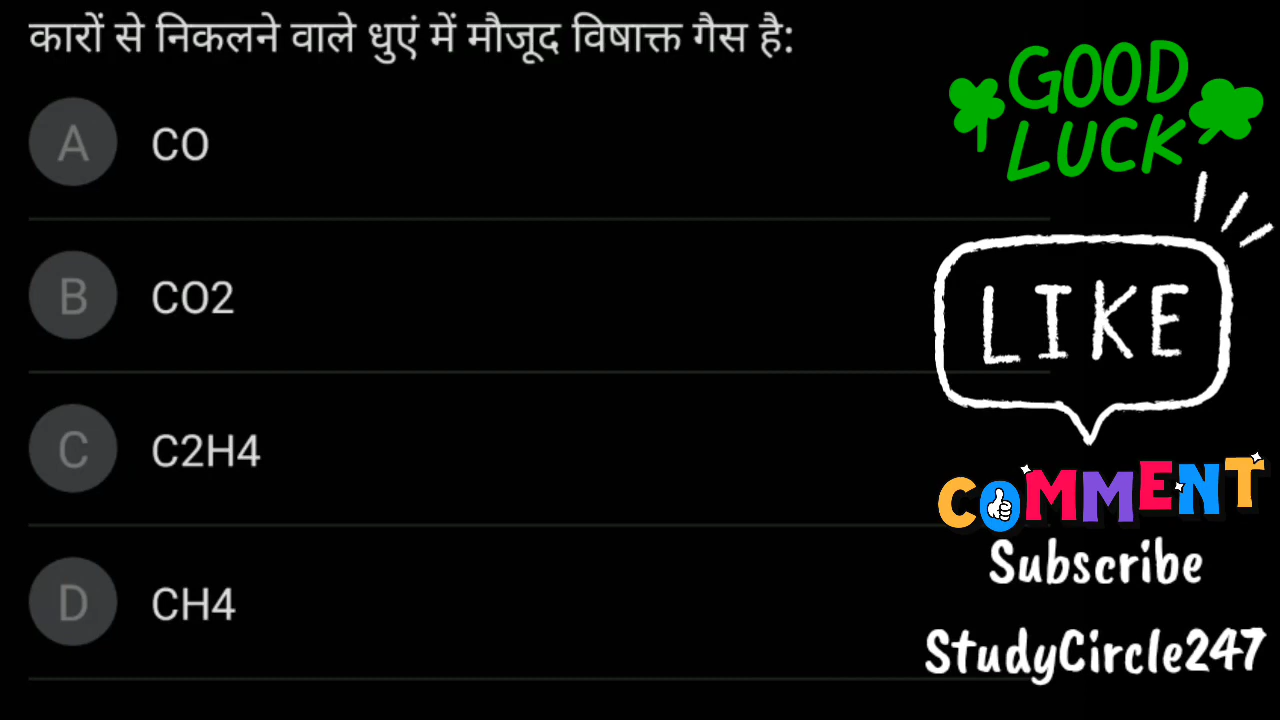 कारों से निकलने वाले धुएं में मौजूद विषाक्त गैस है:
A CO
B CO2
C C2H4
D CH4
GOOD
LUCK
LIKE
COMMENT
Subscribe
StudyCircle247